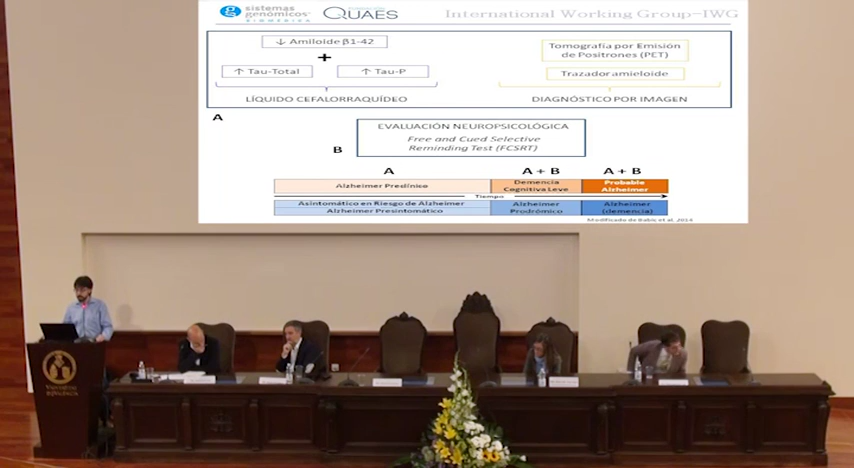 sistemas
genómicos
BIOMÉDICA
QUAES
International Working Group-IWG
↓ Amiloide β1-42
+
↑ Tau-Total
↑ Tau-P
LÍQUIDO CEFALORRAQUÍDEO
Tomografía por Emisión
de Positrones (PET)
Trazador amieloide
DIAGNÓSTICO POR IMAGEN
A
B
EVALUACIÓN NEUROPSICOLÓGICA
Free and Cued Selective
Reminding Test (FCSRT)
A
A + B
A + B
Alzheimer Preclínico
Demencia
Cognitiva Leve
Probable
Alzheimer
Tiempo
Asintomático en Riesgo de Alzheimer
Alzheimer Presintomático
Alzheimer
Prodrómico
Alzheimer
(demencia)
Modificado de Babic et al, 2014